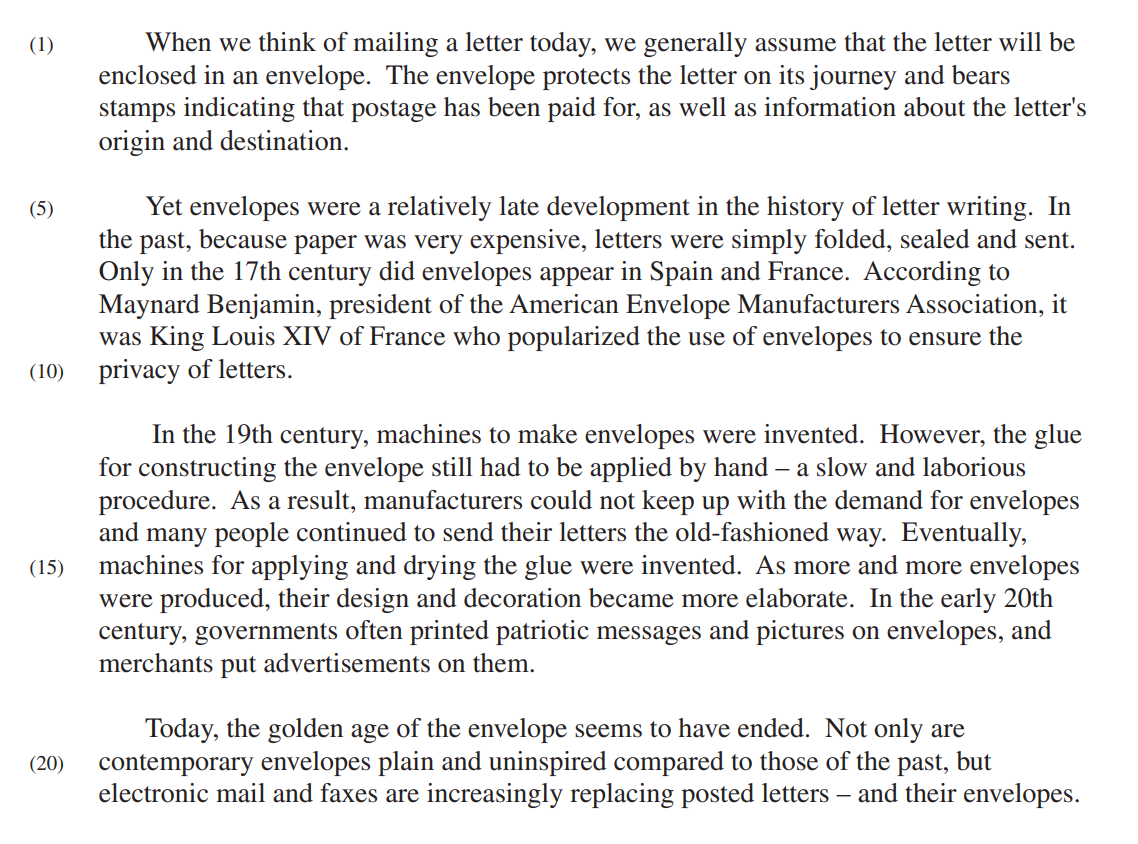 (1) When we think of mailing a letter today, we generally assume that the letter will be
enclosed in an envelope. The envelope protects the letter on its journey and bears
stamps indicating that postage has been paid for, as well as information about the letter's
origin and destination.
(5) Yet envelopes were a relatively late development in the history of letter writing. In
the past, because paper was very expensive, letters were simply folded, sealed and sent.
Only in the 17th century did envelopes appear in Spain and France. According to
Maynard Benjamin, president of the American Envelope Manufacturers Association, it
was King Louis XIV of France who popularized the use of envelopes to ensure the
(10) privacy of letters.
In the 19th century, machines to make envelopes were invented. However, the glue
for constructing the envelope still had to be applied by hand – a slow and laborious
procedure. As a result, manufacturers could not keep up with the demand for envelopes
and many people continued to send their letters the old-fashioned way. Eventually,
(15) machines for applying and drying the glue were invented. As more and more envelopes
were produced, their design and decoration became more elaborate. In the early 20th
century, governments often printed patriotic messages and pictures on envelopes, and
merchants put advertisements on them.
Today, the golden age of the envelope seems to have ended. Not only are
(20) contemporary envelopes plain and uninspired compared to those of the past, but
electronic mail and faxes are increasingly replacing posted letters – and their envelopes.